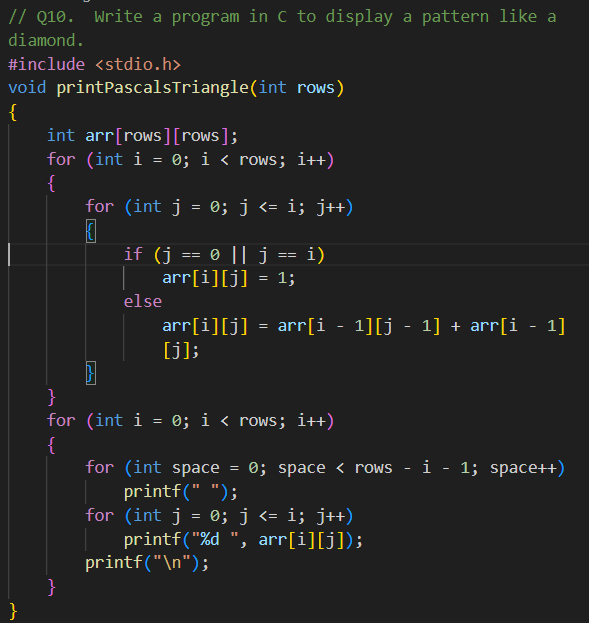 // Q10.  Write a program in C to display a pattern like a
diamond.
#include <stdio.h>
void printPascalsTriangle(int rows)
{
    int arr[rows][rows];
    for (int i = 0; i < rows; i++)
    {
        for (int j = 0; j <= i; j++)
        {
            if (j == 0 || j == i)
                arr[i][j] = 1;
            else
                arr[i][j] = arr[i - 1][j - 1] + arr[i - 1]
                [j];
        }
    }
    for (int i = 0; i < rows; i++)
    {
        for (int space = 0; space < rows - i - 1; space++)
            printf(" ");
        for (int j = 0; j <= i; j++)
            printf("%d ", arr[i][j]);
        printf("\n");
    }
}